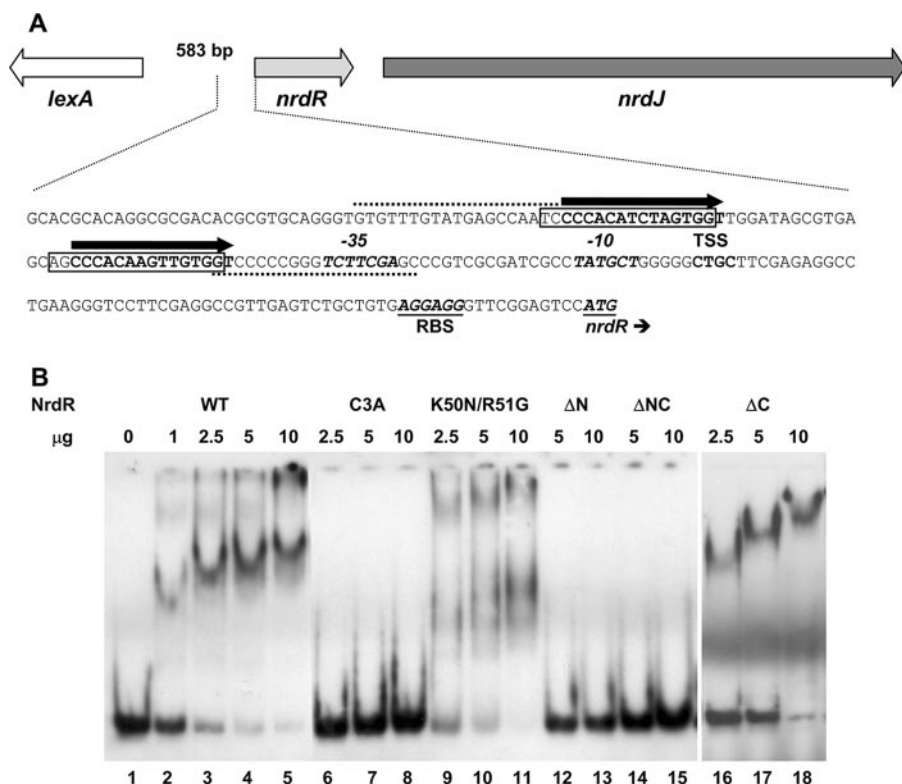 A
583 bp
lexA nrdR nrdJ
GCACGCACAGGCGCGACACGCGTGCAGGGTGTGTTTGTATGAGCCAATCCCCACATCTAGTGGTTGGATAGCGTGA
-35 -10 TSS
GCAGCCCACAAGTTGTGGTCCCCCGGGTCTTCGAGCCCGTCGCGATCGCCTATGCTGGGGGCTGCTTCGAGAGGCC
TGAAGGGTCCTTCGAGGCCGTTGAGTCTGCTGTGAGGAGGGTTCGGAGTCCATG
RBS nrdR ➔
B
NrdR WT C3A K50N/R51G ΔN ΔNC ΔC
μg 0 1 2.5 5 10 2.5 5 10 2.5 5 10 5 10 5 10 2.5 5 10
1 2 3 4 5 6 7 8 9 10 11 12 13 14 15 16 17 18